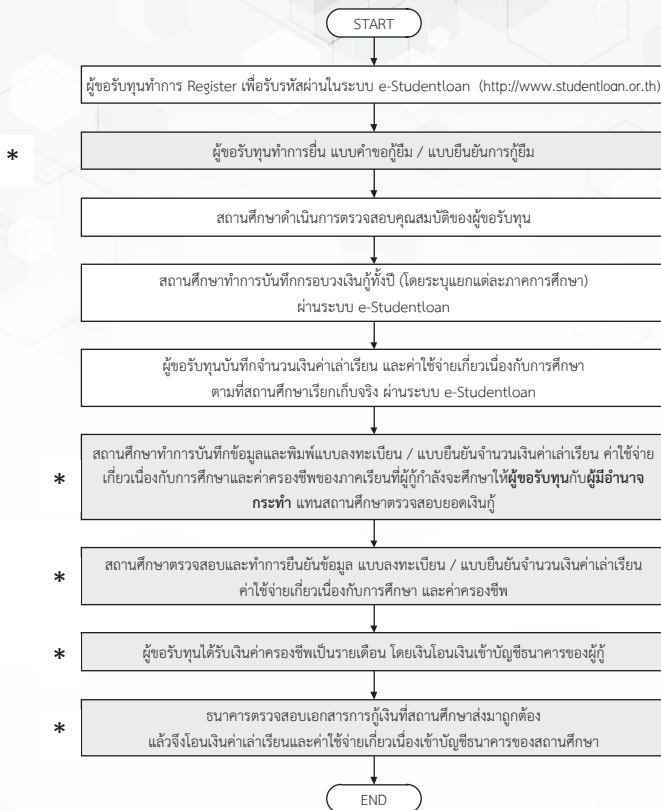 START
ผู้ขอรับทุนทำการ Register เพื่อรับรหัสผ่านในระบบ e-Studentloan (http://www.studentloan.or.th)
* ผู้ขอรับทุนทำการยื่น แบบคำขอกู้ยืม / แบบยืนยันการกู้ยืม
สถานศึกษาดำเนินการตรวจสอบคุณสมบัติของผู้ขอรับทุน
สถานศึกษาทำการบันทึกกรอบวงเงินกู้ทั้งปี (โดยระบุแยกแต่ละภาคการศึกษา)
ผ่านระบบ e-Studentloan
ผู้ขอรับทุนบันทึกจำนวนเงินค่าเล่าเรียน และค่าใช้จ่ายเกี่ยวเนื่องกับการศึกษา
ตามที่สถานศึกษาเรียกเก็บจริง ผ่านระบบ e-Studentloan
สถานศึกษาทำการบันทึกข้อมูลและพิมพ์แบบลงทะเบียน / แบบยืนยันจำนวนเงินค่าเล่าเรียน ค่าใช้จ่าย
* เกี่ยวเนื่องกับการศึกษาและค่าครองชีพของภาคเรียนที่ผู้กู้กำลังจะศึกษาให้ผู้ขอรับทุนกับผู้มีอำนาจ
กระทำ แทนสถานศึกษาตรวจสอบยอดเงินกู้
* สถานศึกษาตรวจสอบและทำการยืนยันข้อมูล แบบลงทะเบียน / แบบยืนยันจำนวนเงินค่าเล่าเรียน
ค่าใช้จ่ายเกี่ยวเนื่องกับการศึกษา และค่าครองชีพ
* ผู้ขอรับทุนได้รับเงินค่าครองชีพเป็นรายเดือน โดยเงินโอนเงินเข้าบัญชีธนาคารของผู้กู้
* ธนาคารตรวจสอบเอกสารการกู้เงินที่สถานศึกษาส่งมาถูกต้อง
แล้วจึงโอนเงินค่าเล่าเรียนและค่าใช้จ่ายเกี่ยวเนื่องเข้าบัญชีธนาคารของสถานศึกษา
END